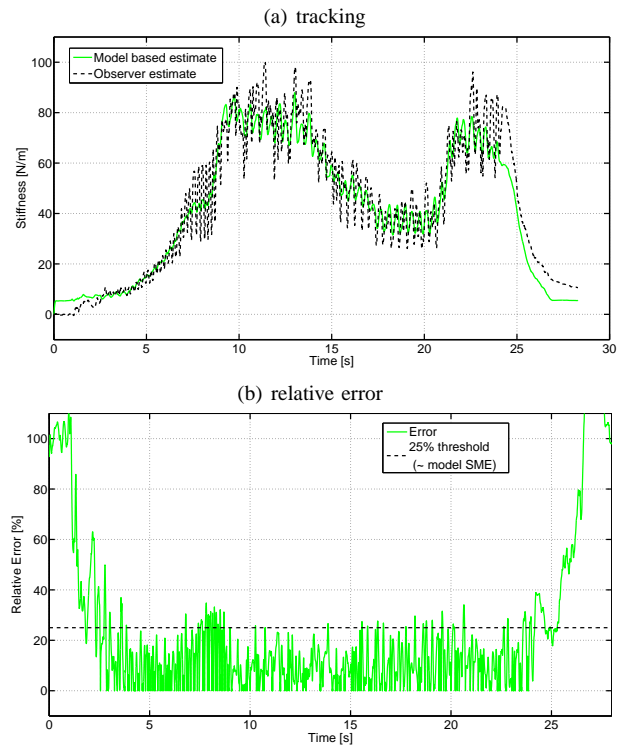 (a) tracking
Model based estimate
Observer estimate
Stiffness [N/m]
100
80
60
40
20
0
0 5 10 15 20 25 30
Time [s]
(b) relative error
Error
25% threshold
(~ model SME)
Relative Error [%]
100
80
60
40
20
0
0 5 10 15 20 25
Time [s]